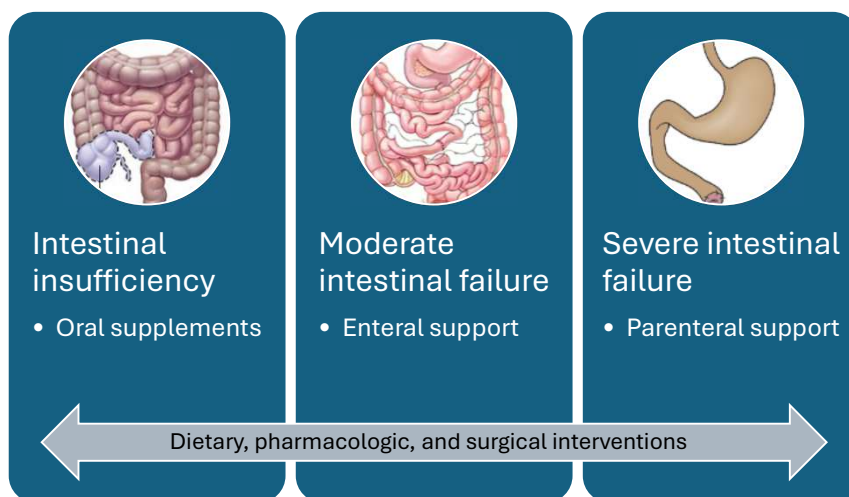 Intestinal
insufficiency
• Oral supplements
Moderate
intestinal failure
• Enteral support
Severe intestinal
failure
• Parenteral support
Dietary, pharmacologic, and surgical interventions